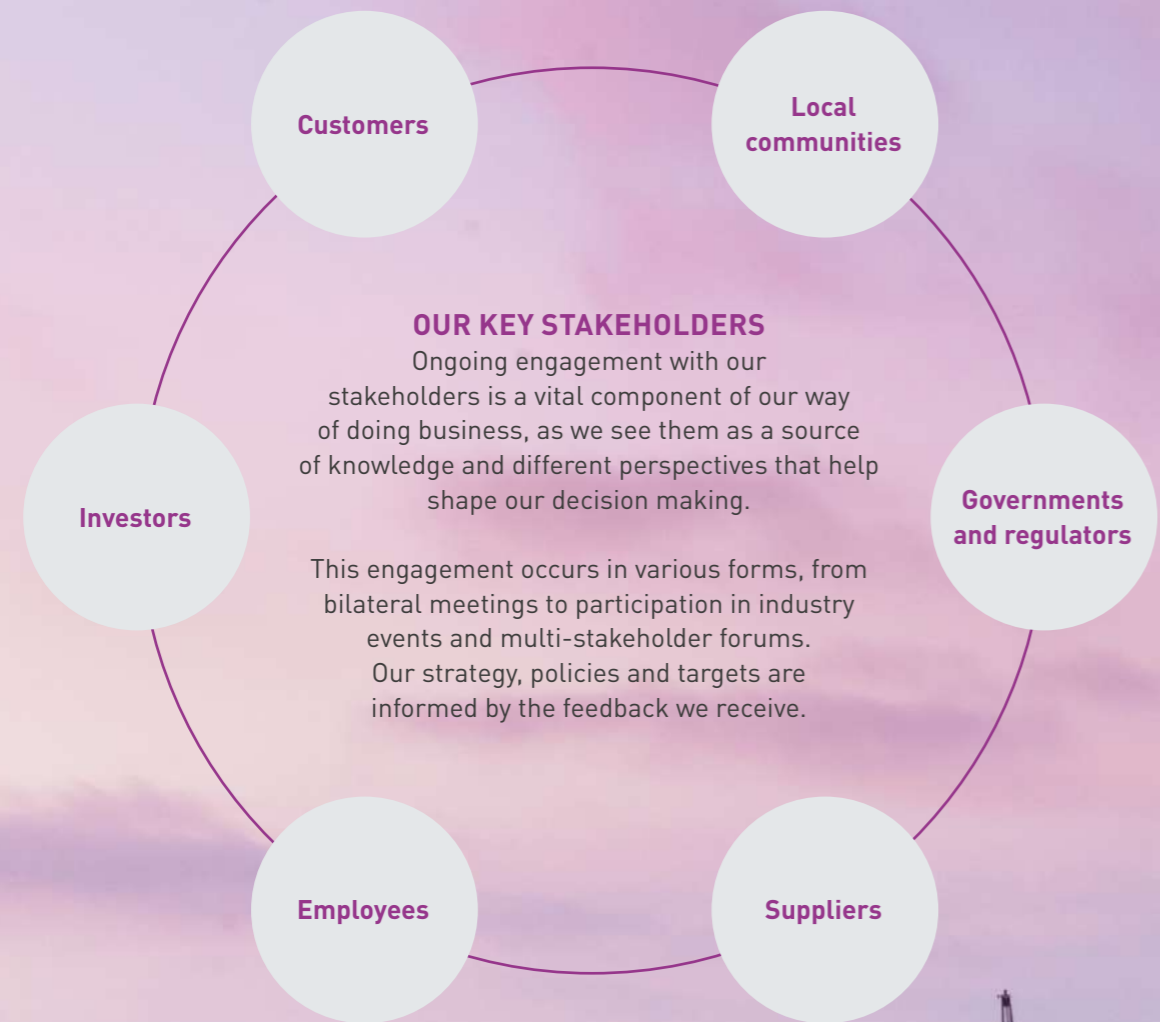 Customers
Local
communities
OUR KEY STAKEHOLDERS
Ongoing engagement with our
stakeholders is a vital component of our way
of doing business, as we see them as a source
of knowledge and different perspectives that help
shape our decision making.
Investors
Governments
and regulators
This engagement occurs in various forms, from
bilateral meetings to participation in industry
events and multi-stakeholder forums.
Our strategy, policies and targets are
informed by the feedback we receive.
Employees
Suppliers